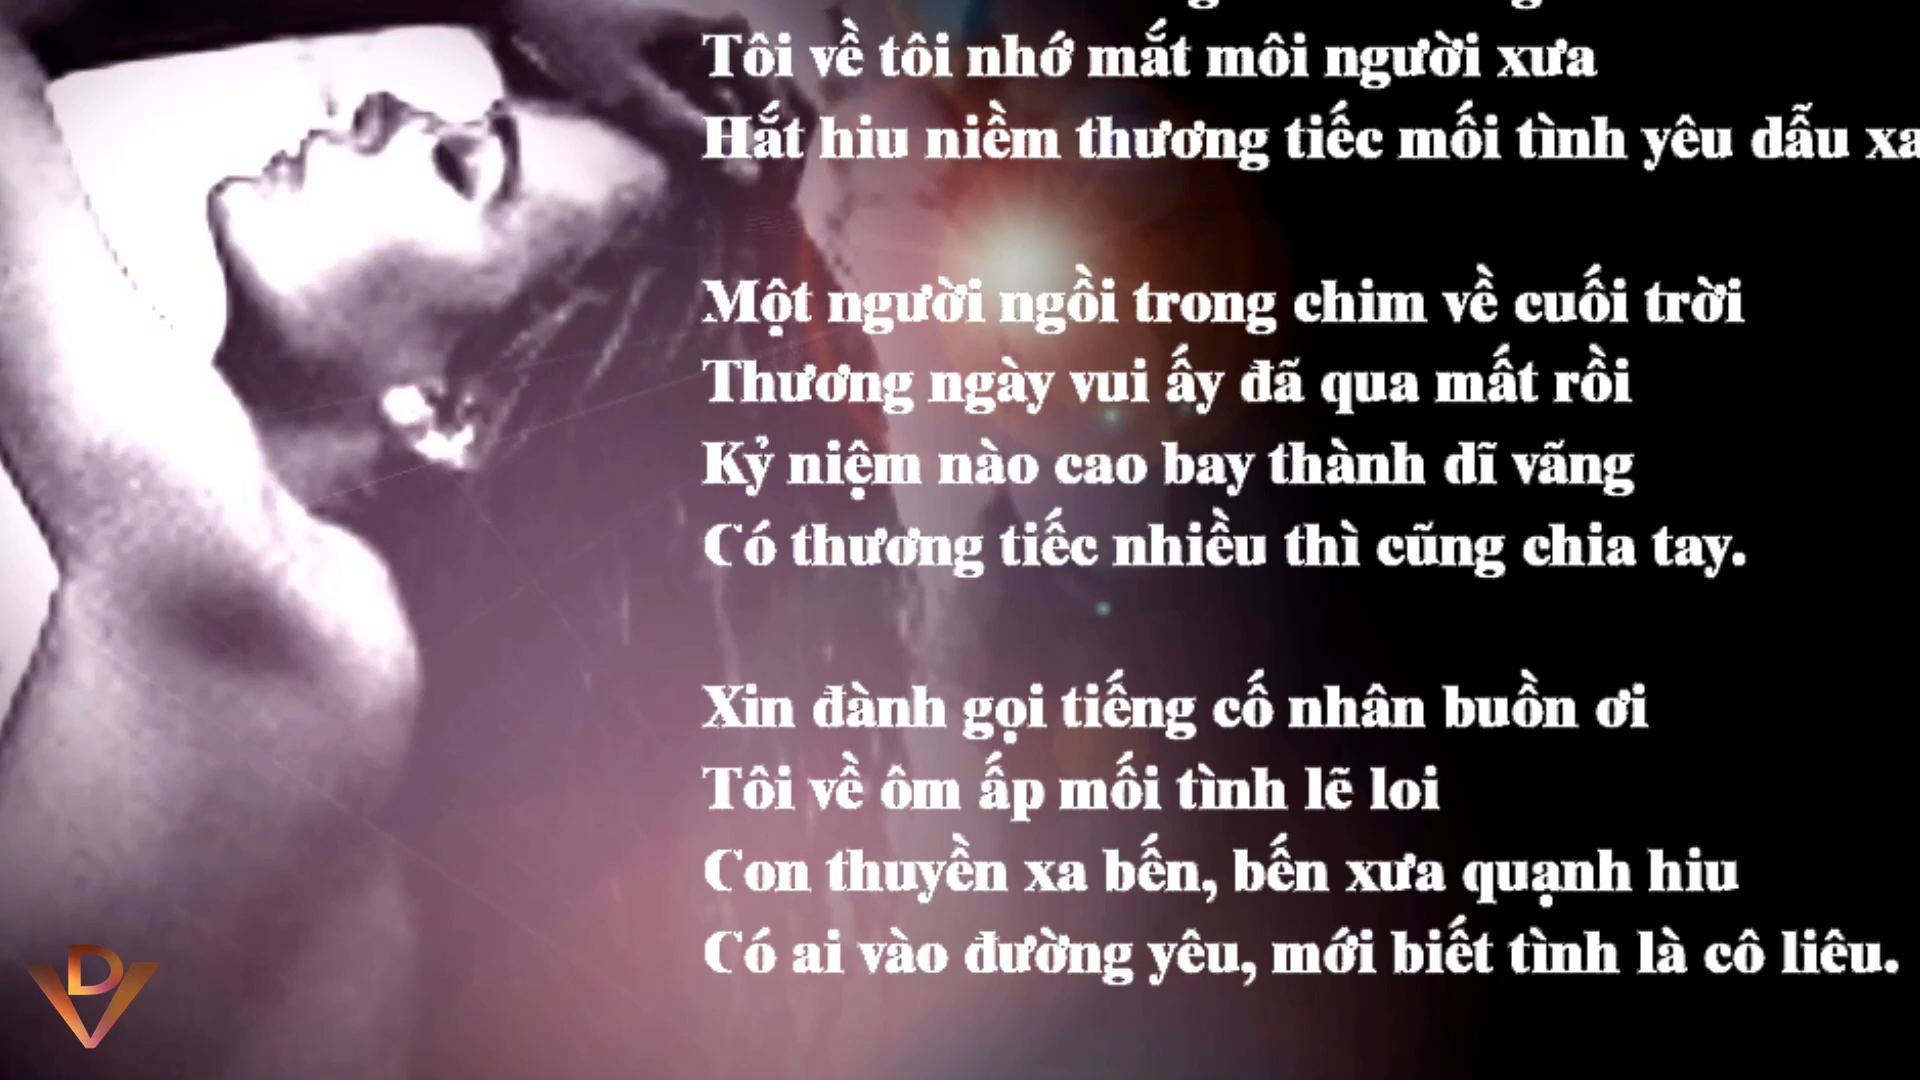 Tôi về tôi nhớ mắt môi người xưa
Hắt hiu niềm thương tiếc mối tình yêu dẫu xa
Một người ngồi trong chim về cuối trời
Thương ngày vui ấy đã qua mất rồi
Kỷ niệm nào cao bay thành dĩ vãng
Có thương tiếc nhiều thì cũng chia tay.
Xin đành gọi tiếng cố nhân buồn ơi
Tôi về ôm ấp mối tình lẽ loi
Con thuyền xa bến, bến xưa quạnh hiu
Có ai vào đường yêu, mới biết tình là cô liêu.
DV